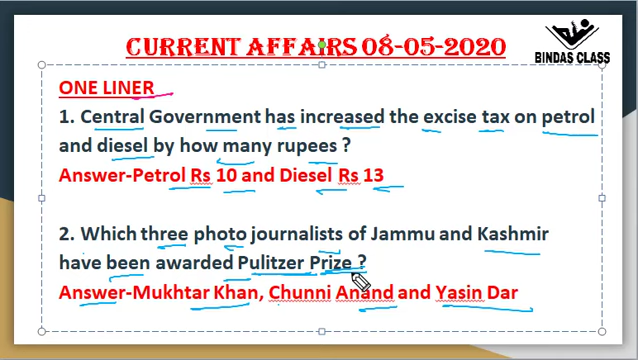 CURRENT AFFAIRS 08-05-2020
BINDAS CLASS
ONE LINER
1. Central Government has increased the excise tax on petrol
and diesel by how many rupees ?
Answer-Petrol Rs 10 and Diesel Rs 13
2. Which three photo journalists of Jammu and Kashmir
have been awarded Pulitzer Prize ?
Answer-Mukhtar Khan, Chunni Anand and Yasin Dar